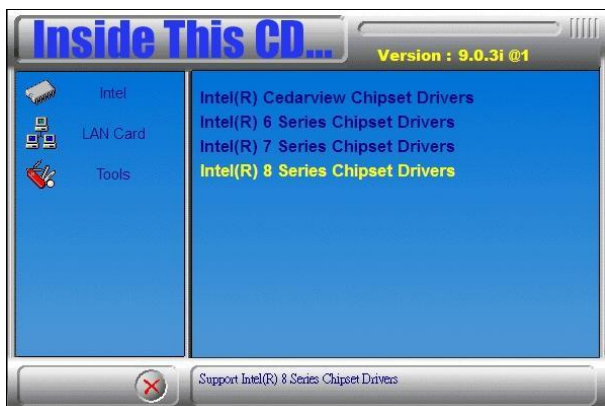 Inside This CD...
Version : 9.0.3i @1
Intel
LAN Card
Tools
Intel(R) Cedarview Chipset Drivers
Intel(R) 6 Series Chipset Drivers
Intel(R) 7 Series Chipset Drivers
Intel(R) 8 Series Chipset Drivers
Support Intel(R) 8 Series Chipset Drivers